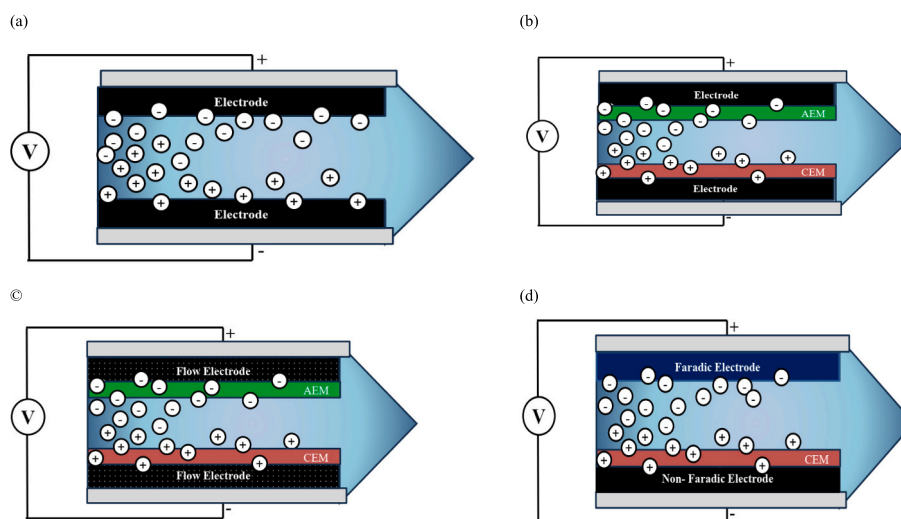 (a)
+
Electrode
V
Electrode
-
(b)
+
Electrode
AEM
V
CEM
Electrode
-
©
+
Flow Electrode
AEM
V
CEM
Flow Electrode
-
(d)
+
Faradic Electrode
V
CEM
Non- Faradic Electrode
-